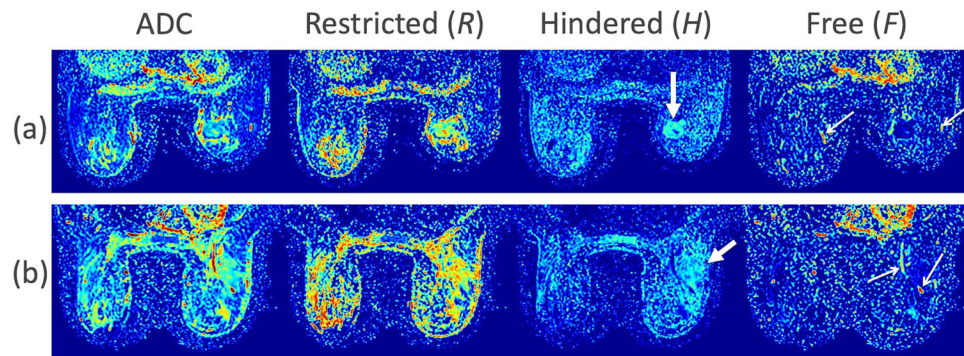 ADC Restricted (R) Hindered (H) Free (F)
(a)
(b)